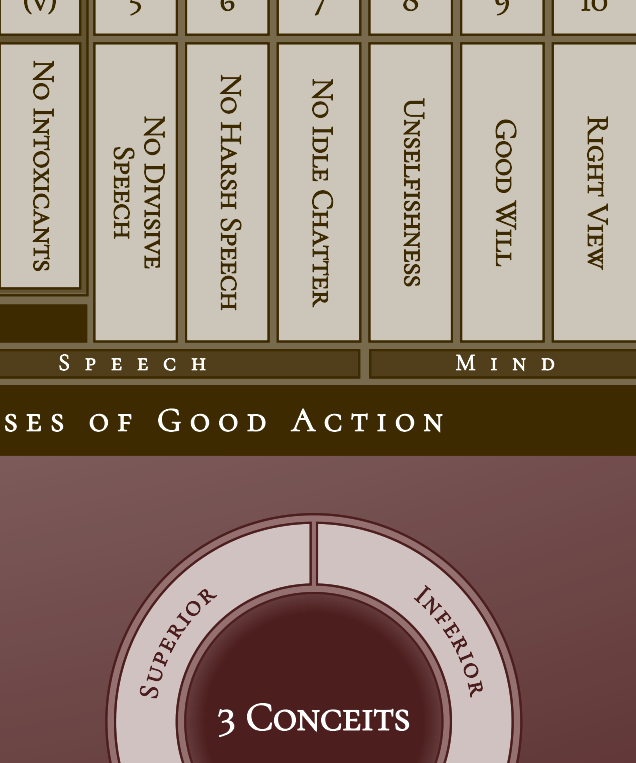 (v) 5 6 7 8 9 10
No Intoxicants
No Divisive
Speech
No Harsh Speech
No Idle Chatter
Unselfishness
Good Will
Right View
Speech
Mind
ses of Good Action
Superior
Inferior
3 Conceits